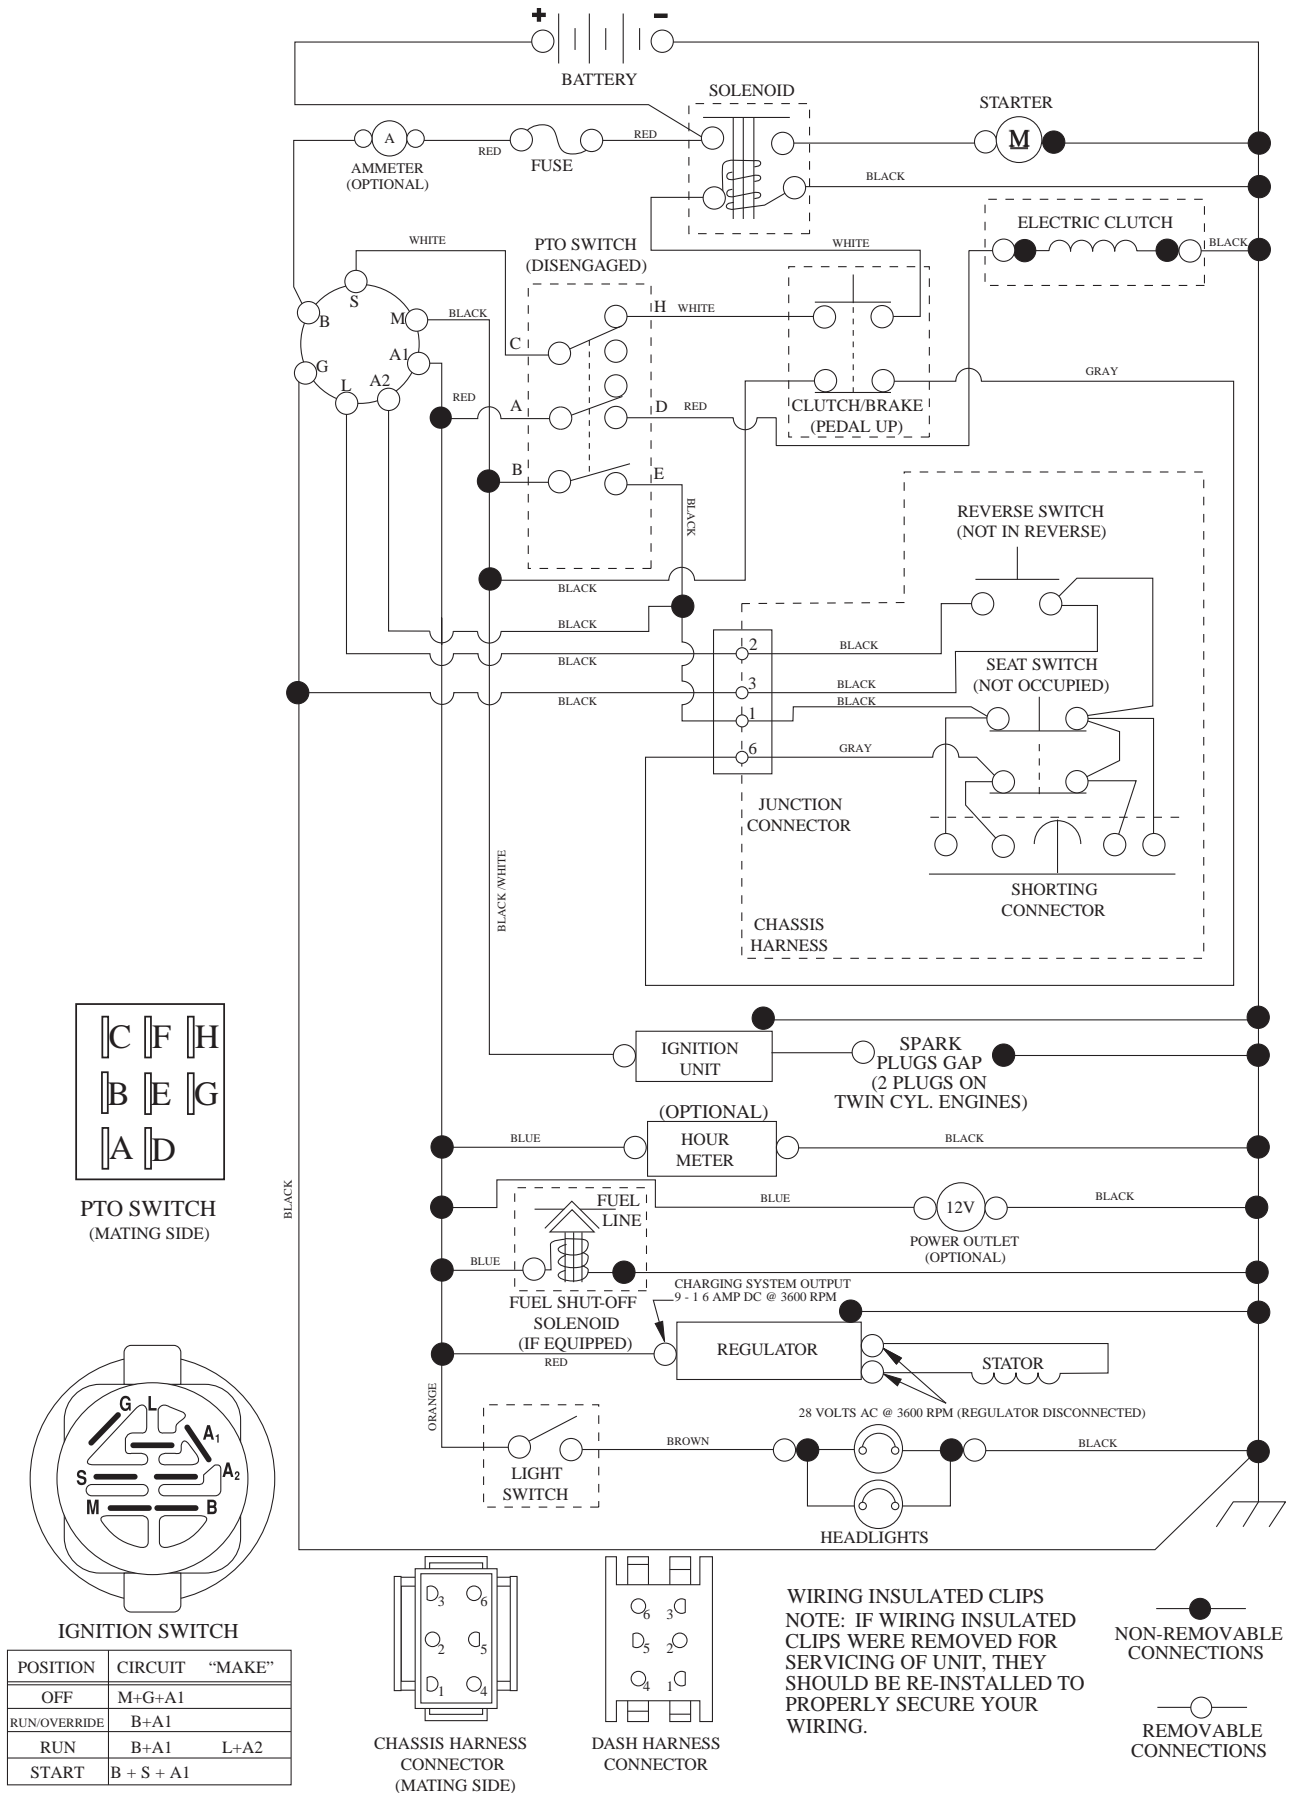 +
−
BATTERY
SOLENOID
STARTER
A
M
RED
FUSE
RED
AMMETER
(OPTIONAL)
BLACK
ELECTRIC CLUTCH
BLACK
WHITE
PTO SWITCH
(DISENGAGED)
WHITE
S
B
M
BLACK
G
A1
L
A2
H
WHITE
C
RED
A
D
RED
GRAY
CLUTCH/BRAKE
(PEDAL UP)
B
E
BLACK
REVERSE SWITCH
(NOT IN REVERSE)
BLACK
BLACK
BLACK
2
BLACK
SEAT SWITCH
(NOT OCCUPIED)
3
BLACK
BLACK
1
BLACK
6
GRAY
JUNCTION
CONNECTOR
BLACK /WHITE
SHORTING
CONNECTOR
CHASSIS
HARNESS
C F H
B E G
A D
PTO SWITCH
(MATING SIDE)
BLACK
IGNITION
UNIT
SPARK
PLUGS GAP
(2 PLUGS ON
TWIN CYL. ENGINES)
(OPTIONAL)
BLUE
HOUR
METER
BLACK
FUEL
LINE
BLUE
12V
BLACK
POWER OUTLET
(OPTIONAL)
BLUE
CHARGING SYSTEM OUTPUT
9 - 1 6 AMP DC @ 3600 RPM
FUEL SHUT-OFF
SOLENOID
(IF EQUIPPED)
RED
REGULATOR
STATOR
28 VOLTS AC @ 3600 RPM (REGULATOR DISCONNECTED)
ORANGE
BROWN
BLACK
LIGHT
SWITCH
HEADLIGHTS
G L
A1
S
A2
M
B
IGNITION SWITCH
POSITION CIRCUIT “MAKE”
OFF M+G+A1
RUN/OVERRIDE B+A1
RUN B+A1 L+A2
START B + S + A1
3 6
2 5
1 4
CHASSIS HARNESS
CONNECTOR
(MATING SIDE)
6 3
5 2
4 1
DASH HARNESS
CONNECTOR
WIRING INSULATED CLIPS
NOTE: IF WIRING INSULATED
CLIPS WERE REMOVED FOR
SERVICING OF UNIT, THEY
SHOULD BE RE-INSTALLED TO
PROPERLY SECURE YOUR
WIRING.
NON-REMOVABLE
CONNECTIONS
REMOVABLE
CONNECTIONS